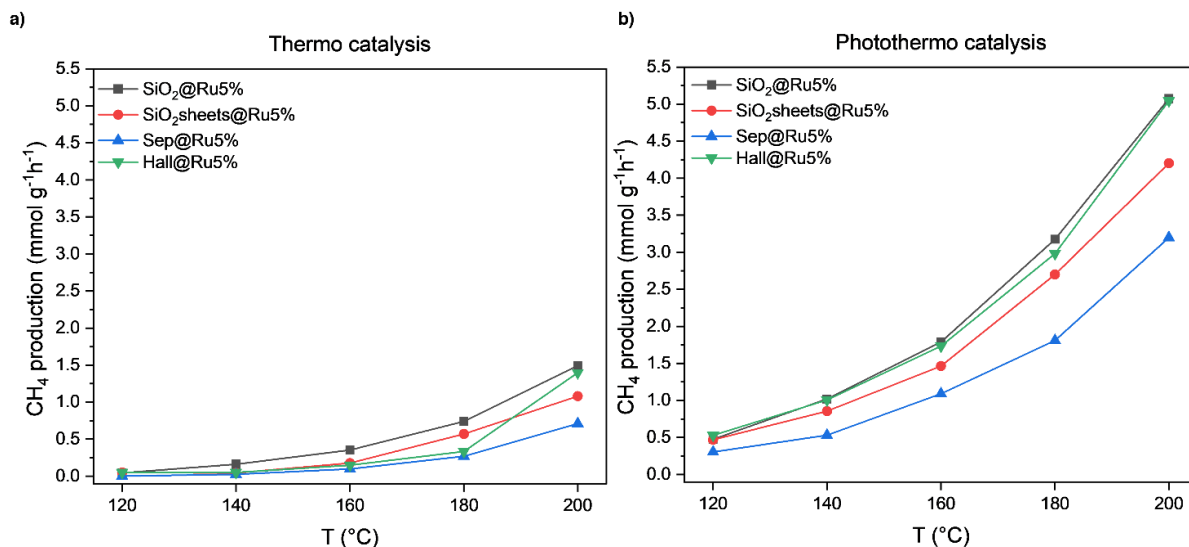 a)
Thermo catalysis
5.5
5.0
4.5
4.0
3.5
3.0
2.5
2.0
1.5
1.0
0.5
0.0
CH₄ production (mmol g⁻¹h⁻¹)
SiO₂@Ru5%
SiO₂sheets@Ru5%
Sep@Ru5%
Hall@Ru5%
120 140 160 180 200
T (°C)
b)
Photothermo catalysis
5.5
5.0
4.5
4.0
3.5
3.0
2.5
2.0
1.5
1.0
0.5
0.0
CH₄ production (mmol g⁻¹h⁻¹)
SiO₂@Ru5%
SiO₂sheets@Ru5%
Sep@Ru5%
Hall@Ru5%
120 140 160 180 200
T (°C)